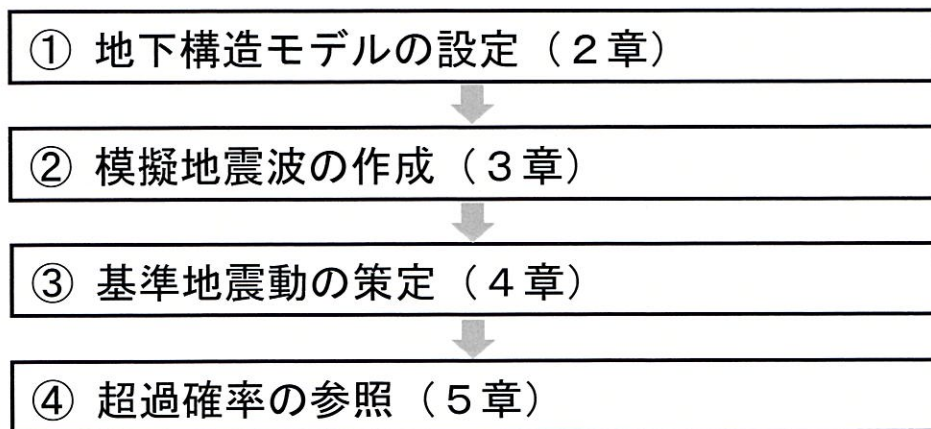 ① 地下構造モデルの設定（２章）
② 模擬地震波の作成（３章）
③ 基準地震動の策定（４章）
④ 超過確率の参照（５章）